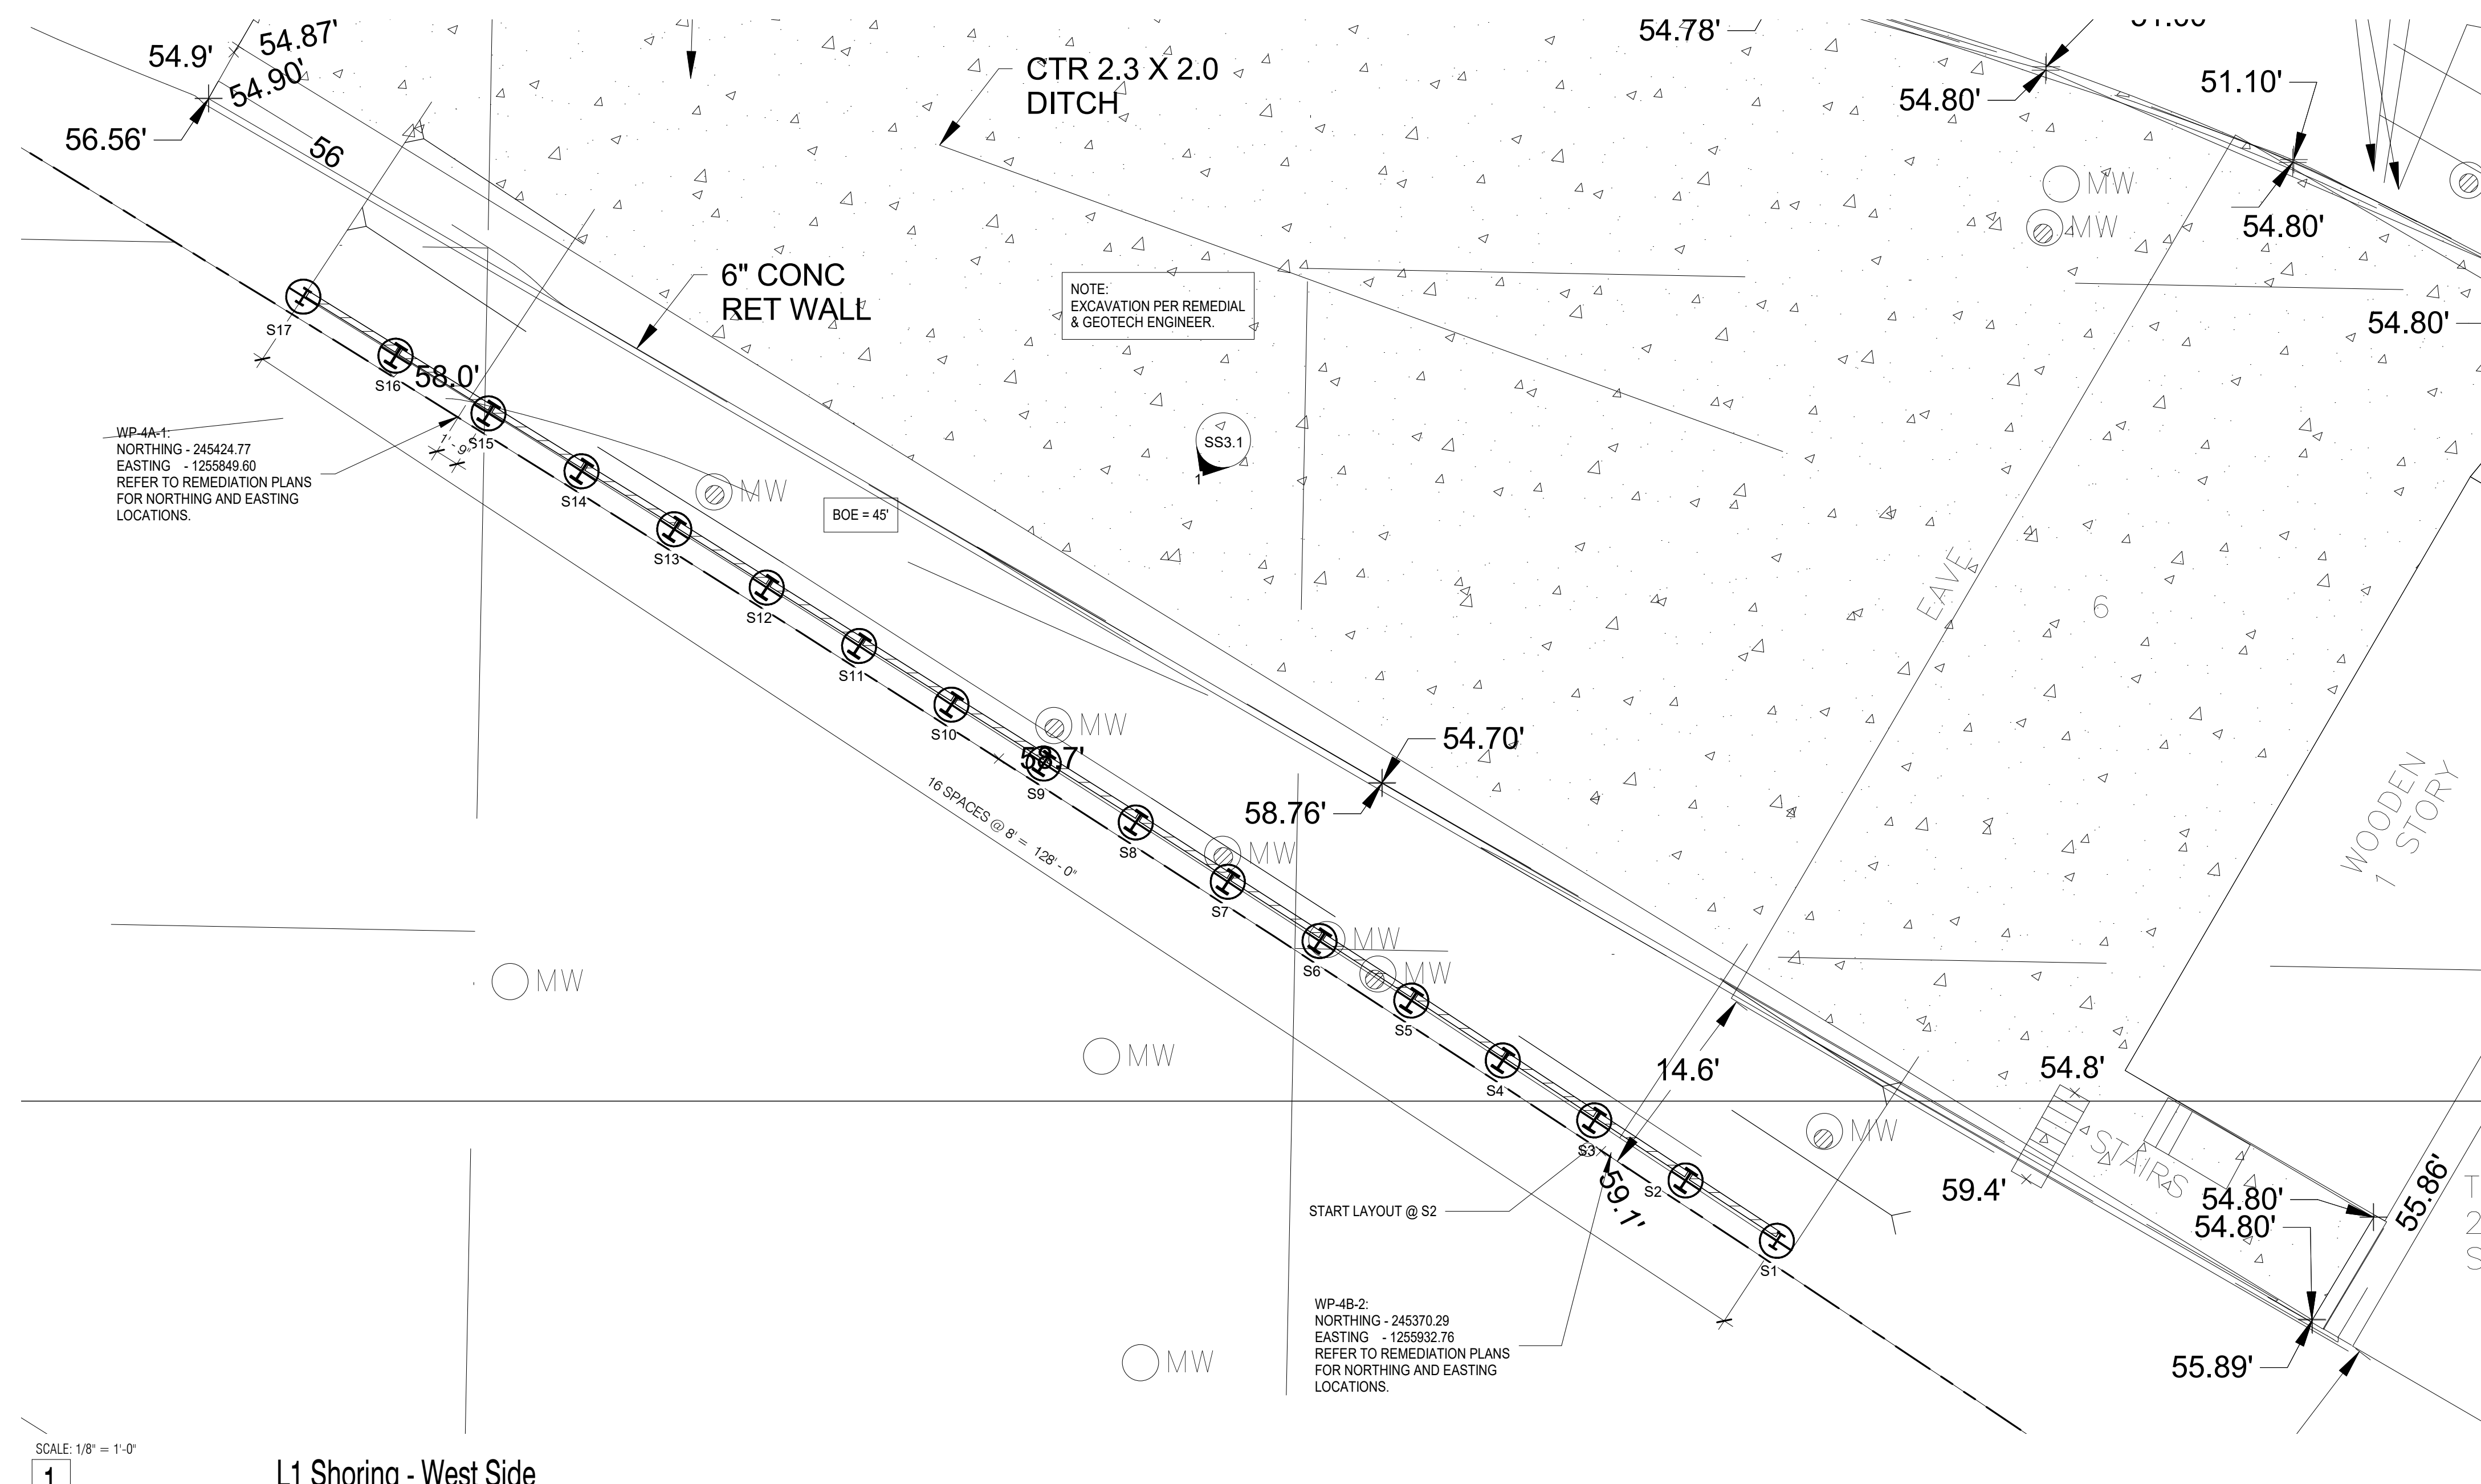 54.9'
54.87'
54.90'
56.56'
56
CTR 2.3 X 2.0
DITCH
54.78'
54.80'
51.10'
54.80'
54.80'
MW
MW
6" CONC
RET WALL
NOTE:
EXCAVATION PER REMEDIAL
& GEOTECH ENGINEER.
SS3.1
1
S17
S16
58.0'
S15
1' - 9"
WP-4A-1:
NORTHING - 245424.77
EASTING - 1255849.60
REFER TO REMEDIATION PLANS
FOR NORTHING AND EASTING
LOCATIONS.
S14
MW
BOE = 45'
S13
S12
S11
S10
MW
S9
16 SPACES @ 8' = 128' - 0"
S8
MW
S7
54.70'
58.76'
EAVE
6
WOODEN
1 STORY
MW
S6
MW
S5
MW
MW
S4
14.6'
S3
MW
54.8'
STAIRS
59.4'
54.80'
54.80'
55.86'
T
2
S
START LAYOUT @ S2
59.1'
S2
S1
WP-4B-2:
NORTHING - 245370.29
EASTING - 1255932.76
REFER TO REMEDIATION PLANS
FOR NORTHING AND EASTING
LOCATIONS.
MW
55.89'
SCALE: 1/8" = 1'-0"
1
L1 Shoring - West Side